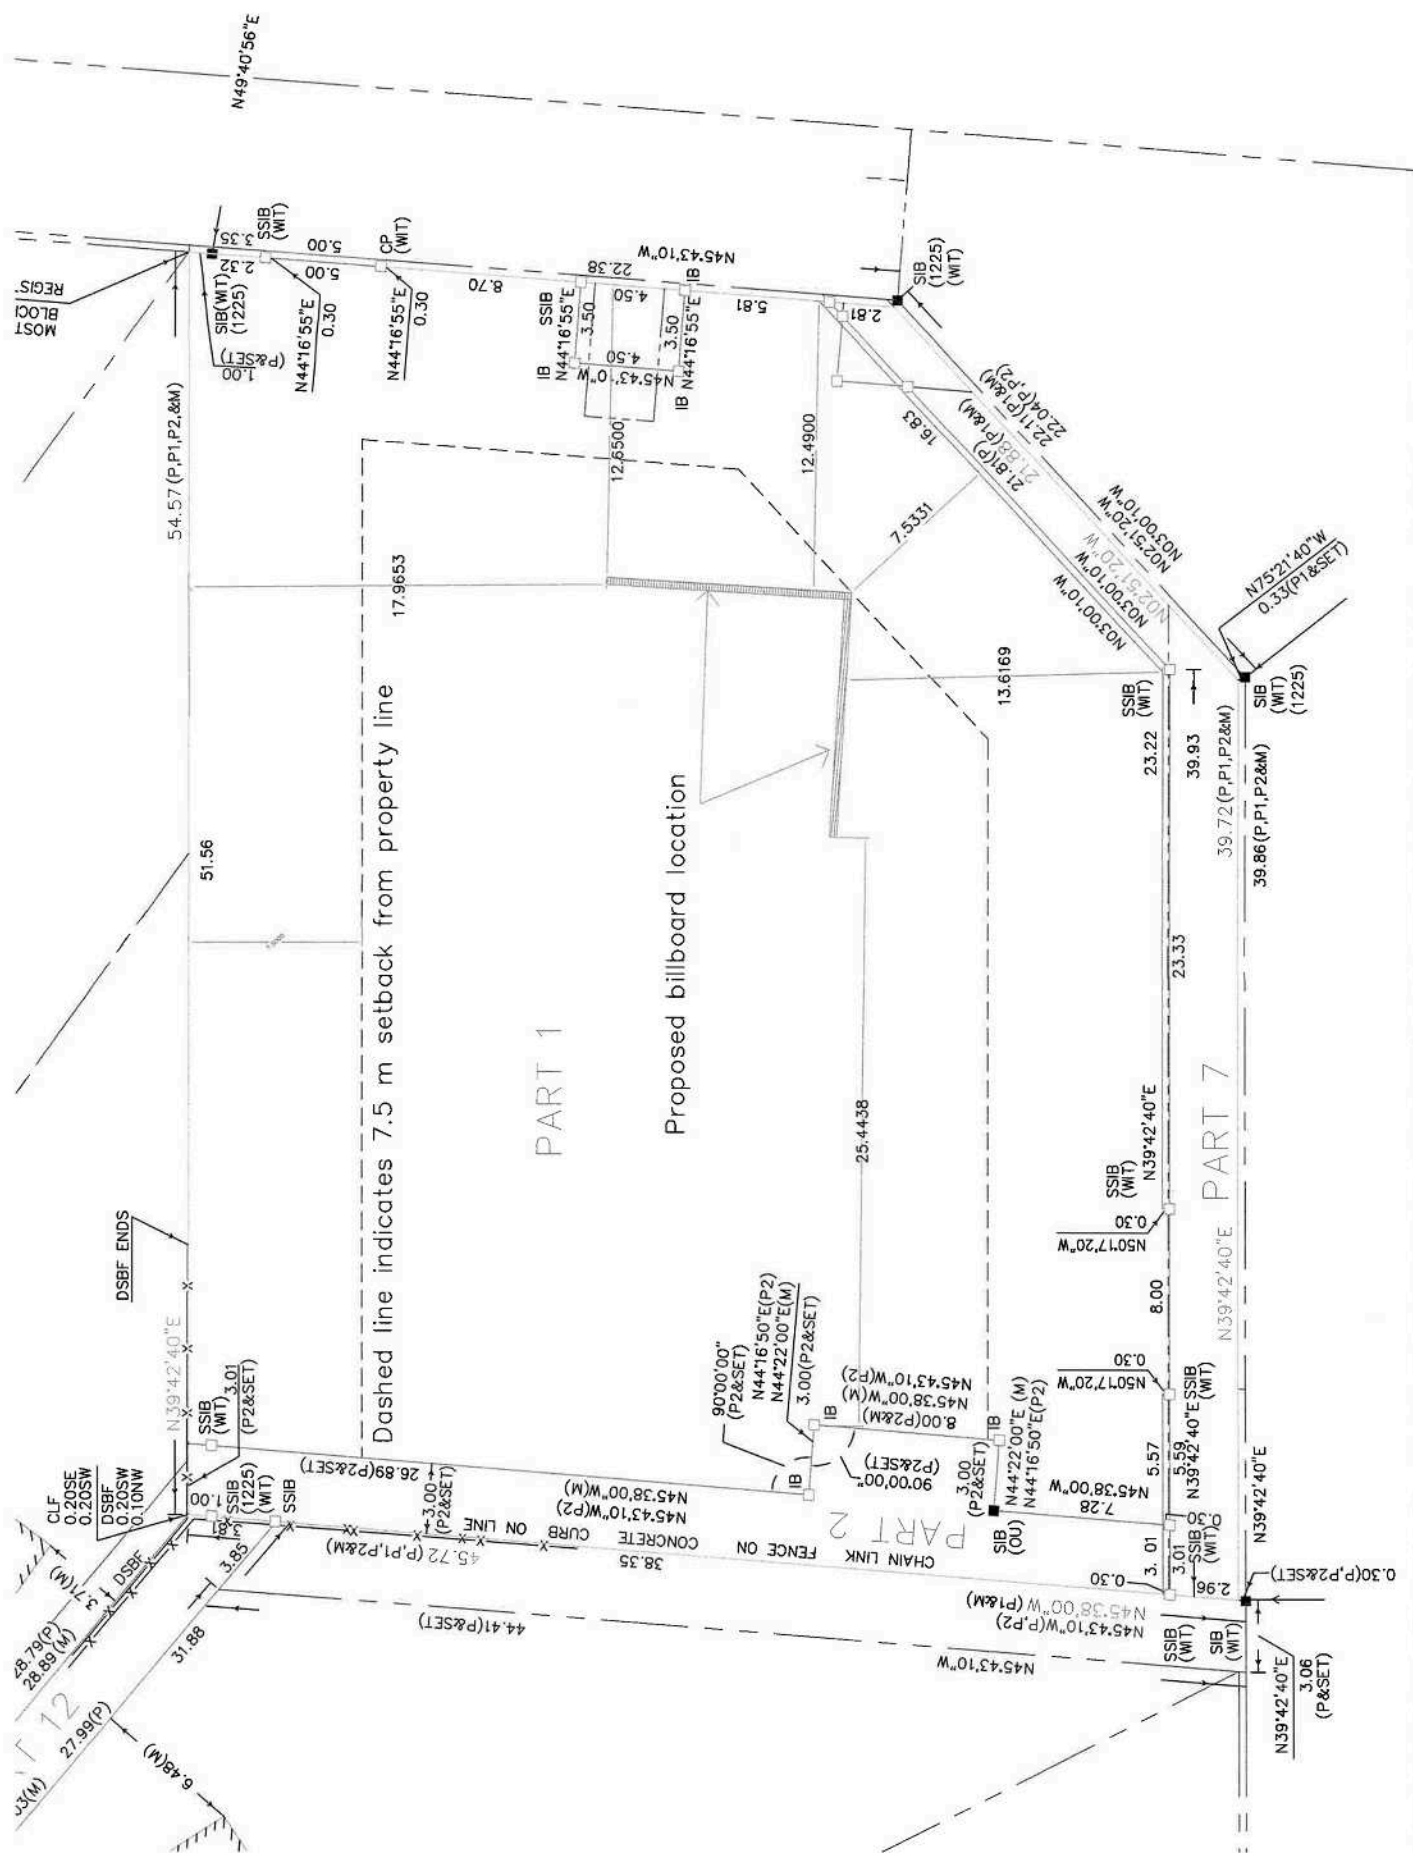 N49°40'56"E
MOST
BLOC
REGIS
3.35
2.32
SIB(WIT)
(1225)
1.00
(P&SET)
SSIB
(WIT)
5.00
5.00
N44°16'55"E
0.30
CP
(WIT)
N44°16'55"E
0.30
54.57 (P,P1,P2,&M)
8.70
22.38
N45°43'10"W
SSIB
IB
N44°16'55"E
3.50
4.50
4.50
N45°43'10"W
3.50
N44°16'55"E
IB
IB
5.81
2.81
SIB
(1225)
(WIT)
12.6500
12.4900
16.83
21.81(P)
21.88(P1&M)
22.11(P1&M)
22.04(P,P2)
7.5331
17.9653
N03°00'10"W
N03°00'10"W
N02°51'20"W
N02°51'20"W
N03°00'10"W
N75°21'40"W
0.33(P1&SET)
SIB
(WIT)
(1225)
13.6169
SSIB
(WIT)
23.22
39.93
39.72(P,P1,P2&M)
39.86(P,P1,P2&M)
51.56
Dashed line indicates 7.5 m setback from property line
Proposed billboard location
PART 1
25.4438
23.33
N39°42'40"E
SSIB
(WIT)
0.30
N50°17'20"W
PART 7
N39°42'40"E
8.00
0.30
N50°17'20"W
DSBF ENDS
N39°42'40"E
SSIB
(WIT)
3.01
(P2&SET)
CLF
0.20SE
0.20SW
DSBF
0.20SW
0.10NW
1.00
SSIB
(1225)
(WIT)
SSIB
3.85
DSBF
3.71(M)
28.79(P)
28.89(M)
31.88
27.99(P)
12
6.48(M)
26.89(P2&SET)
3.00
(P2&SET)
N45°38'00"W(M)
N45°43'10"W(P2)
CHAIN LINK FENCE ON CONCRETE CURB ON LINE
45.72 (P,P1,P2&M)
38.35
44.41(P&SET)
N45°43'10"W
90°00'00"
(P2&SET)
N44°16'50"E(P2)
N44°22'00"E(M)
3.00(P2&SET)
IB
IB
8.00(P2&M)
N45°38'00"W(M)
N45°43'10"W(P2)
90°00'00"
(P2&SET)
IB
3.00
(P2&SET)
N44°22'00"E (M)
N44°16'50"E(P2)
SIB
(OU)
PART 2
N45°38'00"W
7.28
5.57
5.59
N39°42'40"E
SSIB
(WIT)
0.30
SSIB
(WIT)
3.01
3.01
2.96
0.30
N45°38'00"W (P1&M)
N45°43'10"W(P,P2)
SSIB
(WIT)
SIB
(WIT)
N39°42'40"E
0.30(P,P2&SET)
N39°42'40"E
3.06
(P&SET)